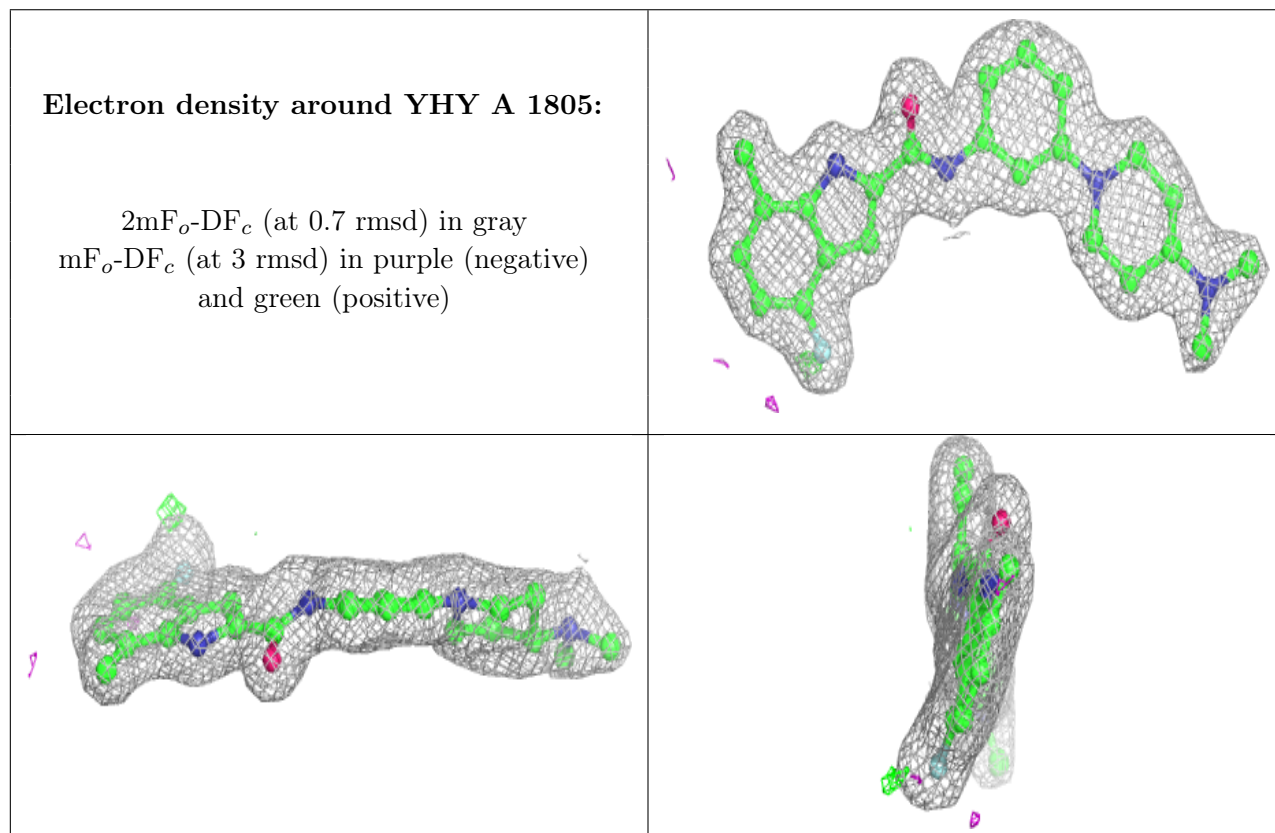 Electron density around YHY A 1805:
2mFo-DFc (at 0.7 rmsd) in gray
mFo-DFc (at 3 rmsd) in purple (negative)
and green (positive)